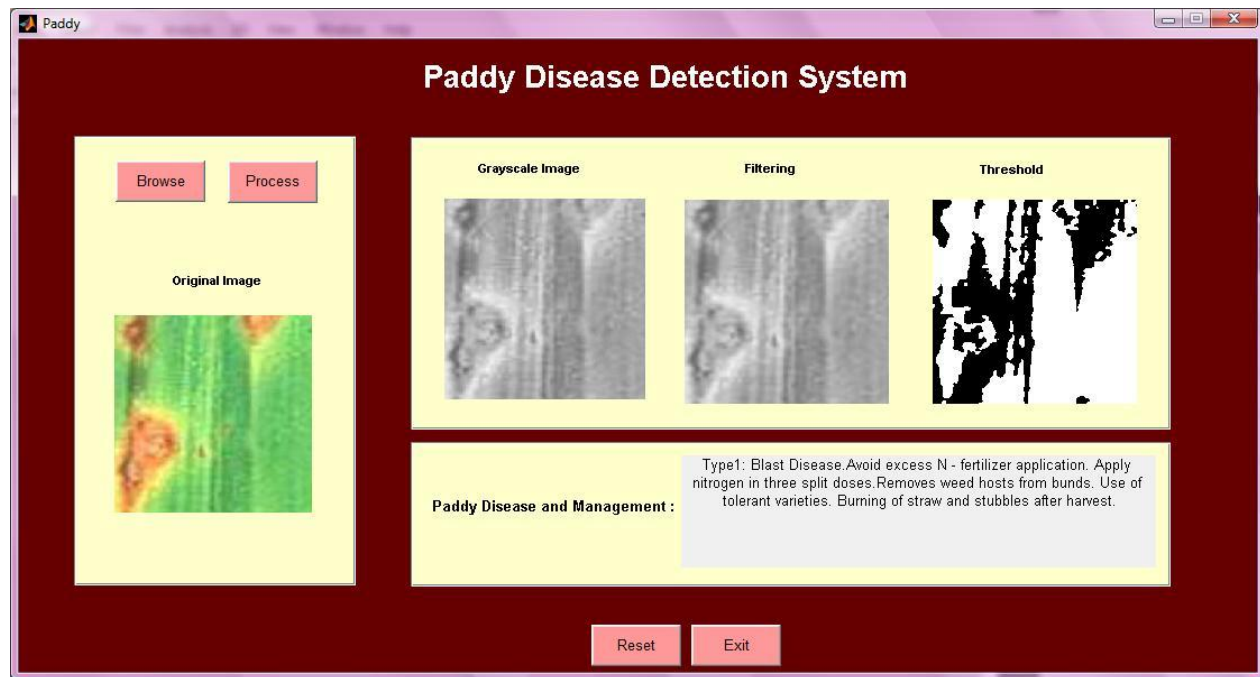 Paddy
Paddy Disease Detection System
Browse
Process
Original Image
Grayscale Image
Filtering
Threshold
Paddy Disease and Management :
Type1: Blast Disease.Avoid excess N - fertilizer application. Apply
nitrogen in three split doses.Removes weed hosts from bunds. Use of
tolerant varieties. Burning of straw and stubbles after harvest.
Reset
Exit